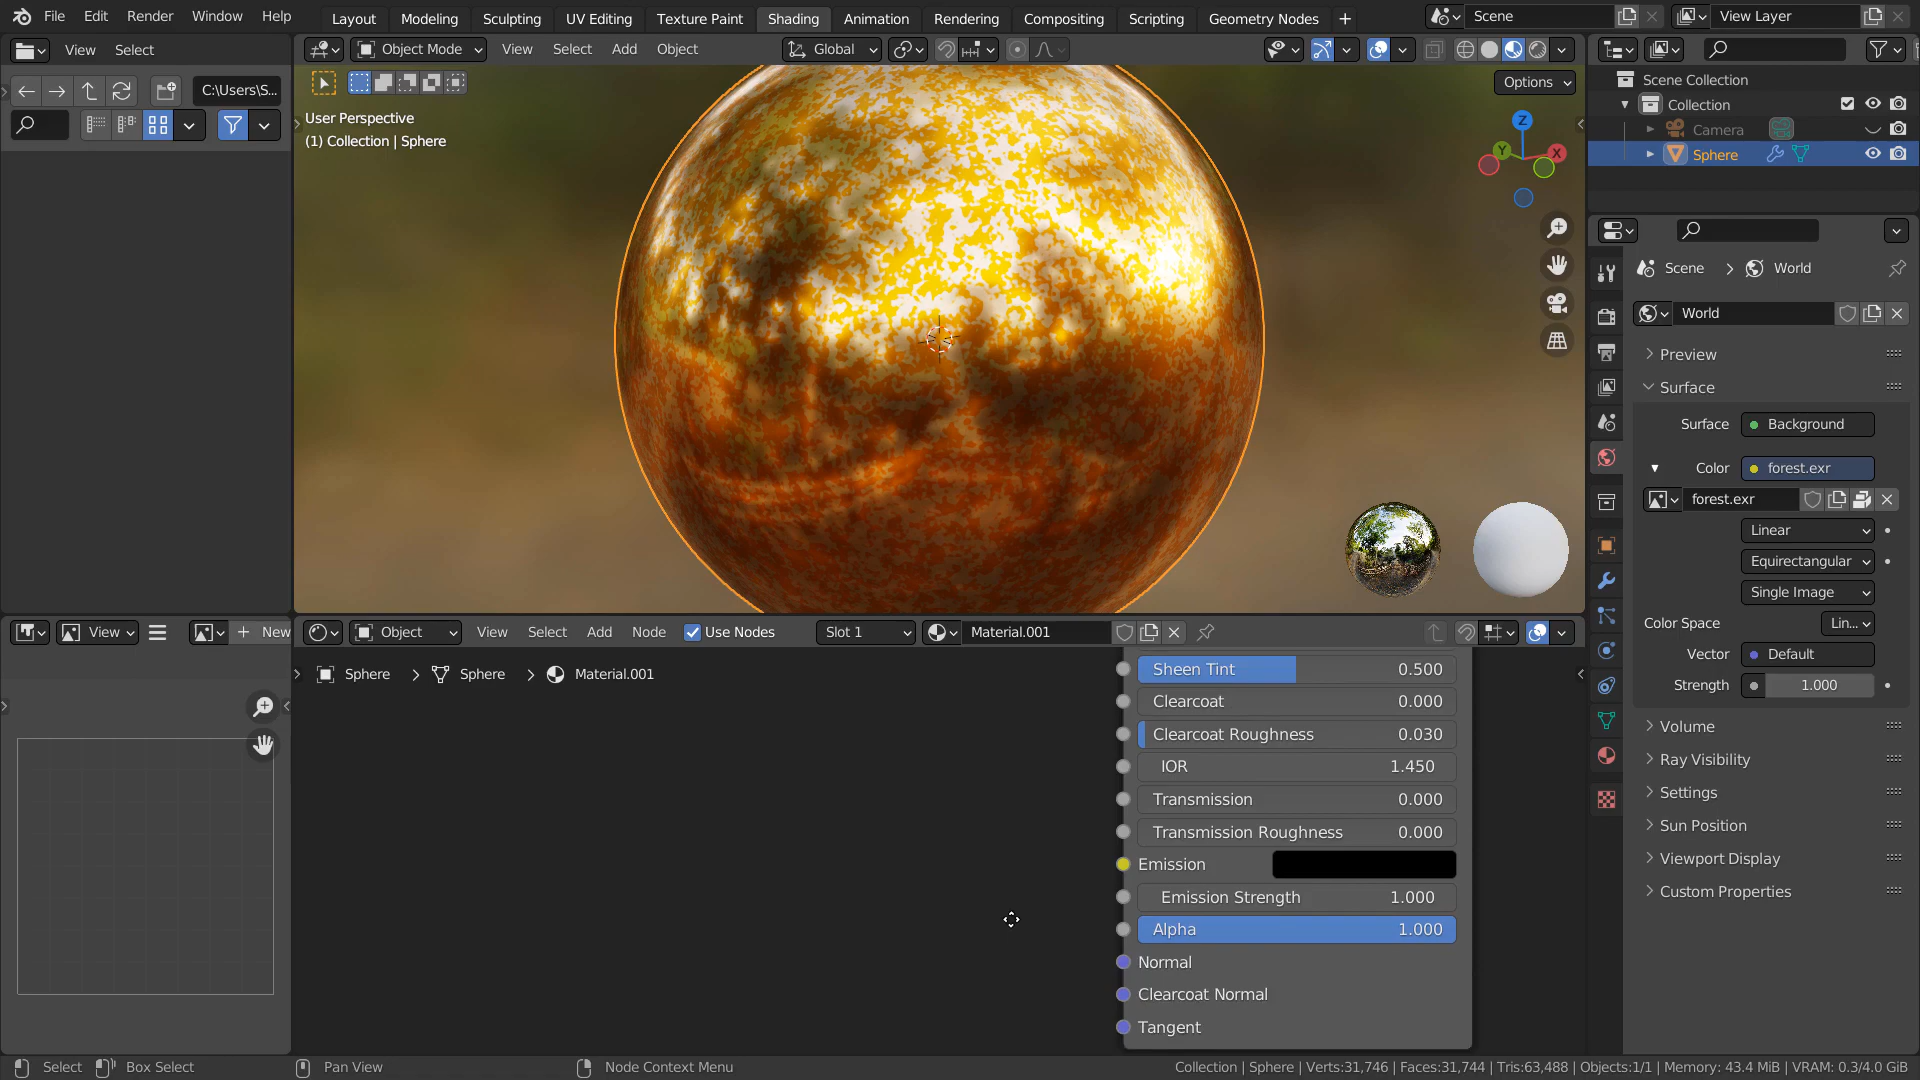 File Edit Render Window Help Layout Modeling Sculpting UV Editing Texture Paint Shading Animation Rendering Compositing Scripting Geometry Nodes + Scene View Layer
View Select Object Mode View Select Add Object Global
C:\Users\S... Options
User Perspective
(1) Collection | Sphere
Z
Y
X
Scene Collection
Collection
Camera
Sphere
Scene > World
World
Preview
Surface
Surface Background
Color forest.exr
forest.exr
Linear
Equirectangular
Single Image
Color Space Lin...
Vector Default
Strength 1.000
Volume
Ray Visibility
Settings
Sun Position
Viewport Display
Custom Properties
View + New Object View Select Add Node Use Nodes Slot 1 Material.001
Sphere > Sphere > Material.001
Sheen Tint 0.500
Clearcoat 0.000
Clearcoat Roughness 0.030
IOR 1.450
Transmission 0.000
Transmission Roughness 0.000
Emission
Emission Strength 1.000
Alpha 1.000
Normal
Clearcoat Normal
Tangent
Select Box Select Pan View Node Context Menu Collection | Sphere | Verts:31,746 | Faces:31,744 | Tris:63,488 | Objects:1/1 | Memory: 43.4 MiB | VRAM: 0.3/4.0 GiB